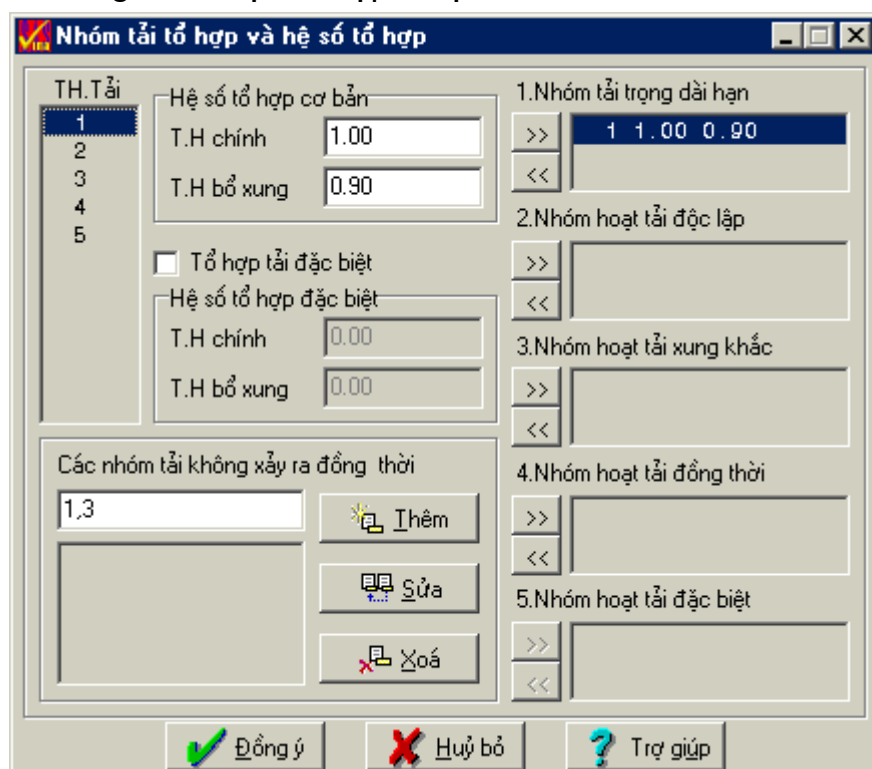 Nhóm tải tổ hợp và hệ số tổ hợp
TH.Tải
1
2
3
4
5
Hệ số tổ hợp cơ bản
T.H chính 1.00
T.H bổ xung 0.90
Tổ hợp tải đặc biệt
Hệ số tổ hợp đặc biệt
T.H chính 0.00
T.H bổ xung 0.00
Các nhóm tải không xảy ra đồng thời
1,3
Thêm
Sửa
Xoá
1.Nhóm tải trọng dài hạn
>> 1 1.00 0.90
<<
2.Nhóm hoạt tải độc lập
>>
<<
3.Nhóm hoạt tải xung khắc
>>
<<
4.Nhóm hoạt tải đồng thời
>>
<<
5.Nhóm hoạt tải đặc biệt
>>
<<
Đồng ý Huỷ bỏ Trợ giúp